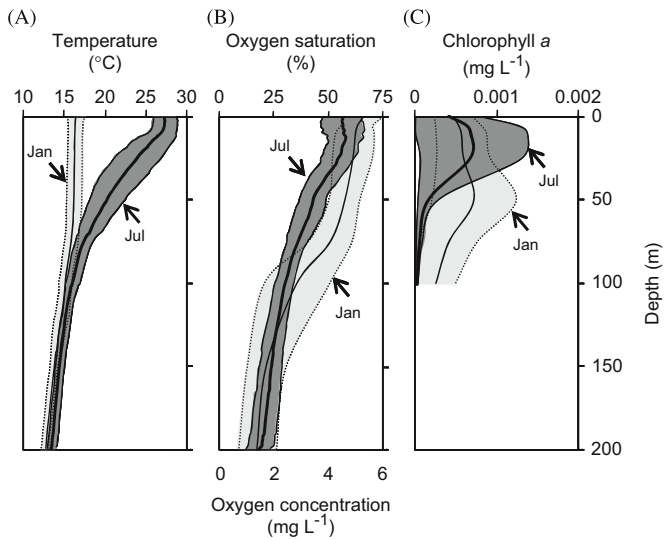 (A) (B) (C)
Temperature Oxygen saturation Chlorophyll a
(°C) (%) (mg L-1)
10 15 20 25 30 0 25 50 75 0 0.001 0.002
0
Jan Jul Jul
50
Jul Jan
Jan
100
150
200
0 2 4 6
Oxygen concentration
(mg L-1)
Depth (m)